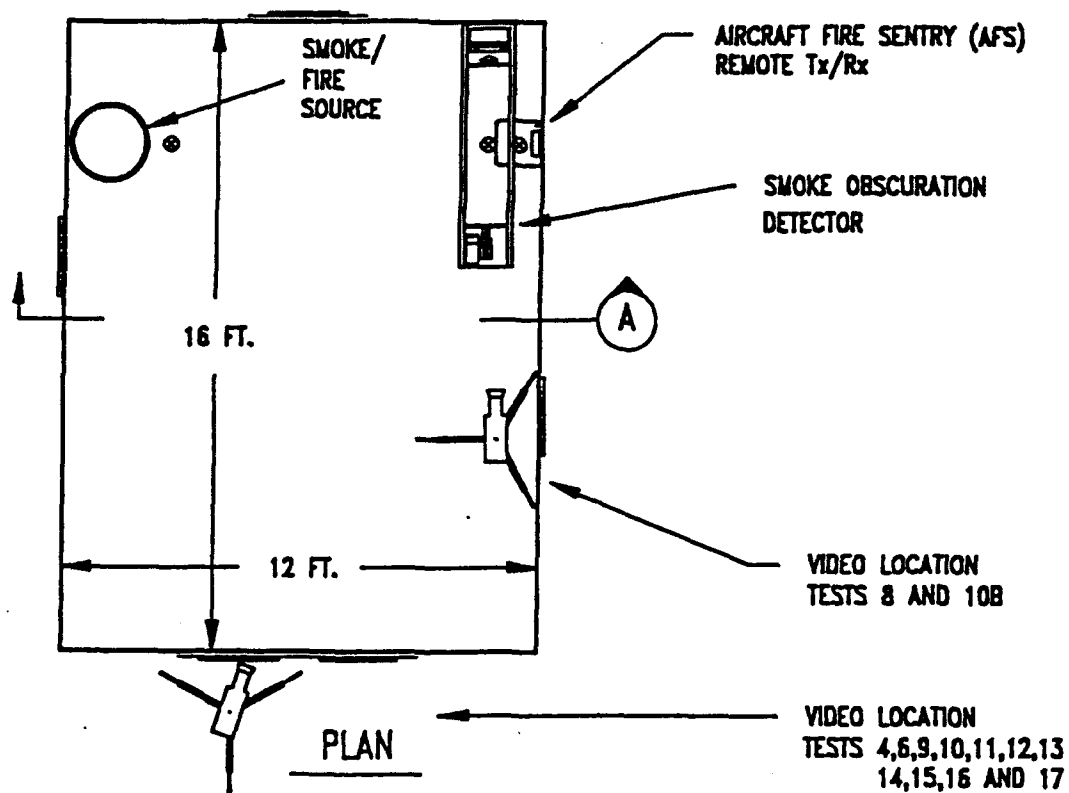 SMOKE/
FIRE
SOURCE
AIRCRAFT FIRE SENTRY (AFS)
REMOTE Tx/Rx
SMOKE OBSCURATION
DETECTOR
A
16 FT.
12 FT.
VIDEO LOCATION
TESTS 8 AND 10B
PLAN
VIDEO LOCATION
TESTS 4,6,9,10,11,12,13
14,15,16 AND 17